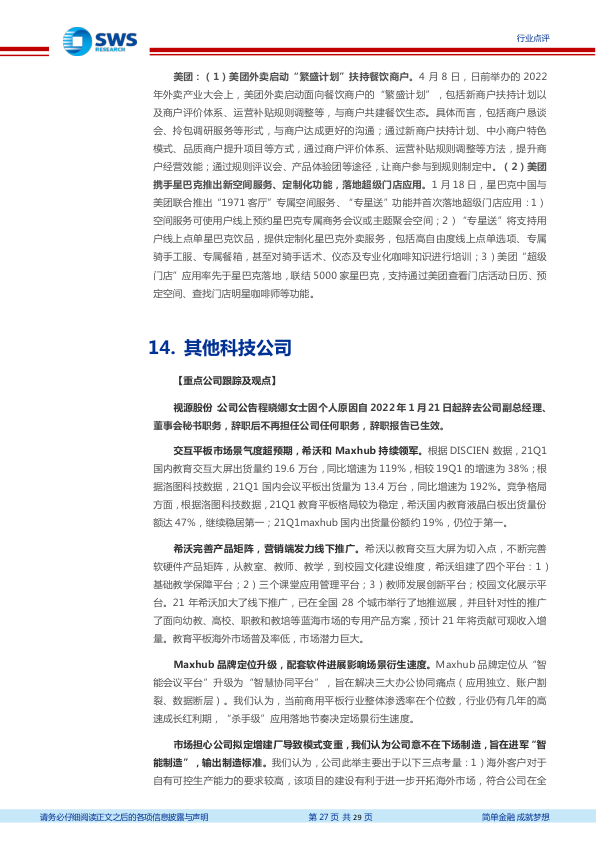 SWS
RESEARCH
行业点评
美团：（1）美团外卖启动“繁盛计划”扶持餐饮商户。4 月 8 日，日前举办的 2022
年外卖产业大会上，美团外卖启动面向餐饮商户的“繁盛计划”，包括新商户扶持计划以
及商户评价体系、运营补贴规则调整等，与商户共建餐饮生态。具体而言，包括商户恳谈
会、拎包调研服务等形式，与商户达成更好的沟通；通过新商户扶持计划、中小商户特色
模式、品质商户提升项目等方式，通过商户评价体系、运营补贴规则调整等方法，提升商
户经营效能；通过规则评议会、产品体验团等途径，让商户参与到规则制定中。（2）美团
携手星巴克推出新空间服务、定制化功能，落地超级门店应用。1 月 18 日，星巴克中国与
美团联合推出“1971 客厅”专属空间服务、“专星送”功能并首次落地超级门店应用：1）
空间服务可使用户线上预约星巴克专属商务会议或主题聚会空间；2）“专星送”将支持用
户线上点单星巴克饮品，提供定制化星巴克外卖服务，包括高自由度线上点单选项、专属
骑手工服、专属餐箱，甚至对骑手话术、仪态及专业化咖啡知识进行培训；3）美团“超级
门店”应用率先于星巴克落地，联结 5000 家星巴克，支持通过美团查看门店活动日历、预
定空间、查找门店明星咖啡师等功能。
14. 其他科技公司
【重点公司跟踪及观点】
视源股份 公司公告程晓娜女士因个人原因自 2022 年 1 月 21 日起辞去公司副总经理、
董事会秘书职务，辞职后不再担任公司任何职务，辞职报告已生效。
交互平板市场景气度超预期，希沃和 Maxhub 持续领军。根据 DISCIEN 数据，21Q1
国内教育交互大屏出货量约 19.6 万台，同比增速为 119%，相较 19Q1 的增速为 38%；根
据洛图科技数据，21Q1 国内会议平板出货量为 13.4 万台，同比增速为 192%。竞争格局
方面，根据洛图科技数据，21Q1 教育平板格局较为稳定，希沃国内教育液晶白板出货量份
额达 47%，继续稳居第一；21Q1maxhub 国内出货量份额约 19%，仍位于第一。
希沃完善产品矩阵，营销端发力线下推广。希沃以教育交互大屏为切入点，不断完善
软硬件产品矩阵，从教室、教师、教学，到校园文化建设维度，希沃组建了四个平台：1）
基础教学保障平台；2）三个课堂应用管理平台；3）教师发展创新平台；校园文化展示平
台。21 年希沃加大了线下推广，已在全国 28 个城市举行了地推巡展，并且针对性的推广
了面向幼教、高校、职教和教培等蓝海市场的专用产品方案，预计 21 年将贡献可观收入增
量。教育平板海外市场普及率低，市场潜力巨大。
Maxhub 品牌定位升级，配套软件进展影响场景衍生速度。Maxhub 品牌定位从“智
能会议平台”升级为“智慧协同平台”，旨在解决三大办公协同痛点（应用独立、账户割
裂、数据断层）。我们认为，当前商用平板行业整体渗透率在个位数，行业仍有几年的高
速成长红利期，“杀手级”应用落地节奏决定场景衍生速度。
市场担心公司拟定增建厂导致模式变重，我们认为公司意不在下场制造，旨在进军“智
能制造”，输出制造标准。我们认为，公司此举主要出于以下三点考量：1）海外客户对于
自有可控生产能力的要求较高，该项目的建设有利于进一步开拓海外市场，符合公司在全
请务必仔细阅读正文之后的各项信息披露与声明
第 27 页 共 29 页
简单金融 成就梦想